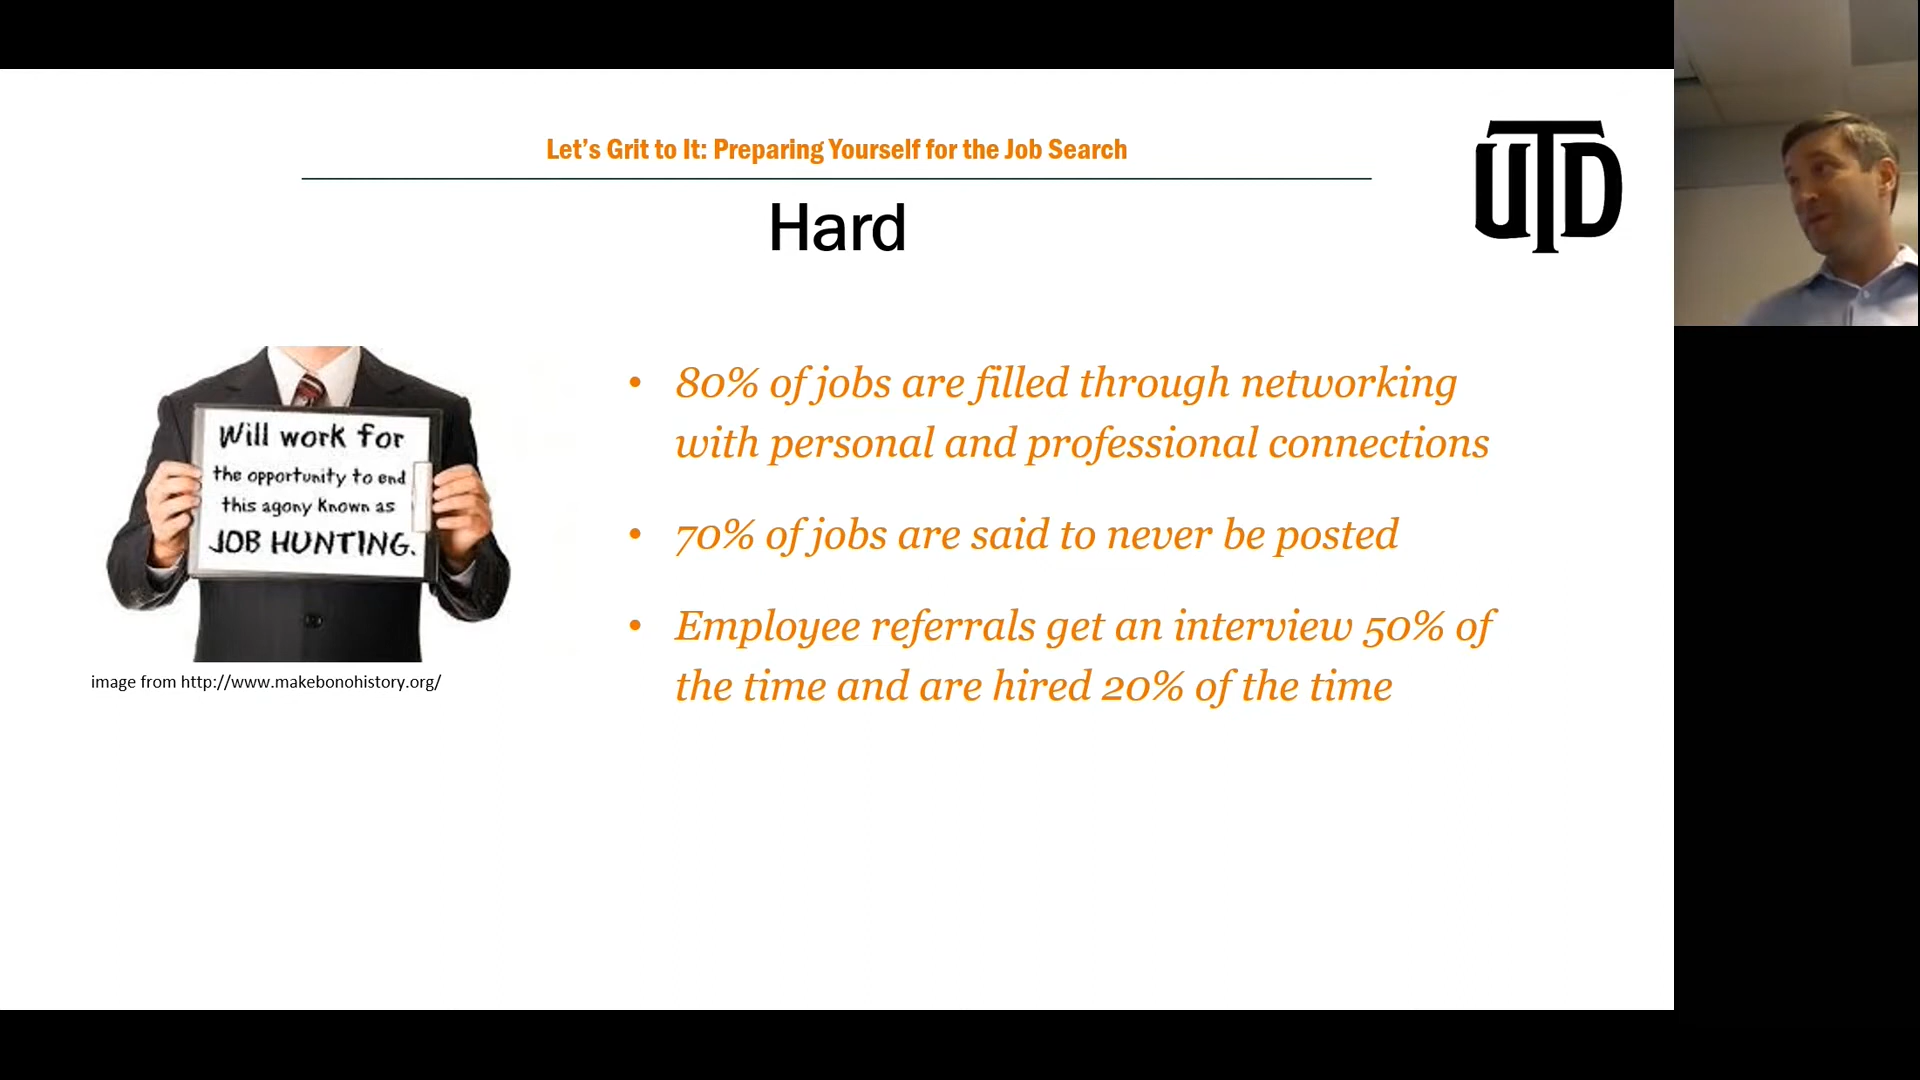 Let's Grit to It: Preparing Yourself for the Job Search
UTD
Hard
Will work for
the opportunity to end
this agony known as
JOB HUNTING.
image from http://www.makebonohistory.org/
• 80% of jobs are filled through networking
with personal and professional connections
• 70% of jobs are said to never be posted
• Employee referrals get an interview 50% of
the time and are hired 20% of the time